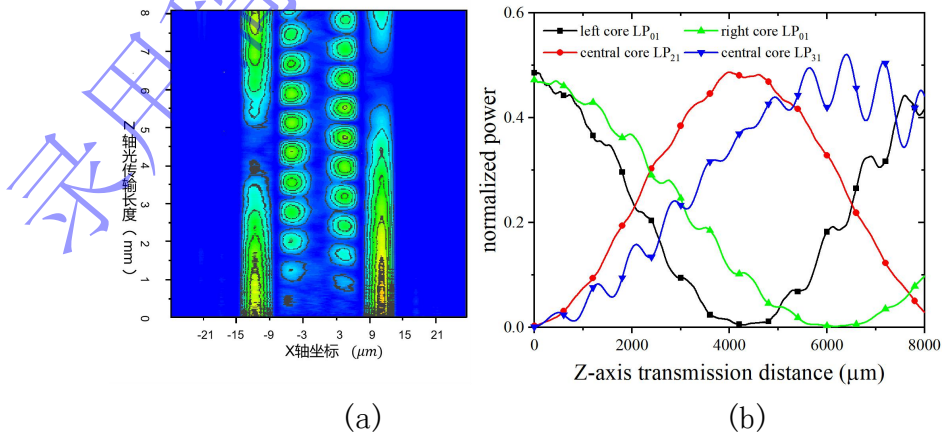 录用稿
8
7
6
5
4
3
2
1
0
Z轴光传输长度(mm)
-21 -15 -9 -3 3 9 15 21
X轴坐标 (μm)
(a)
0.6
0.4
0.2
0.0
normalized power
left core LP01 right core LP01
central core LP21 central core LP31
0 2000 4000 6000 8000
Z-axis transmission distance (μm)
(b)